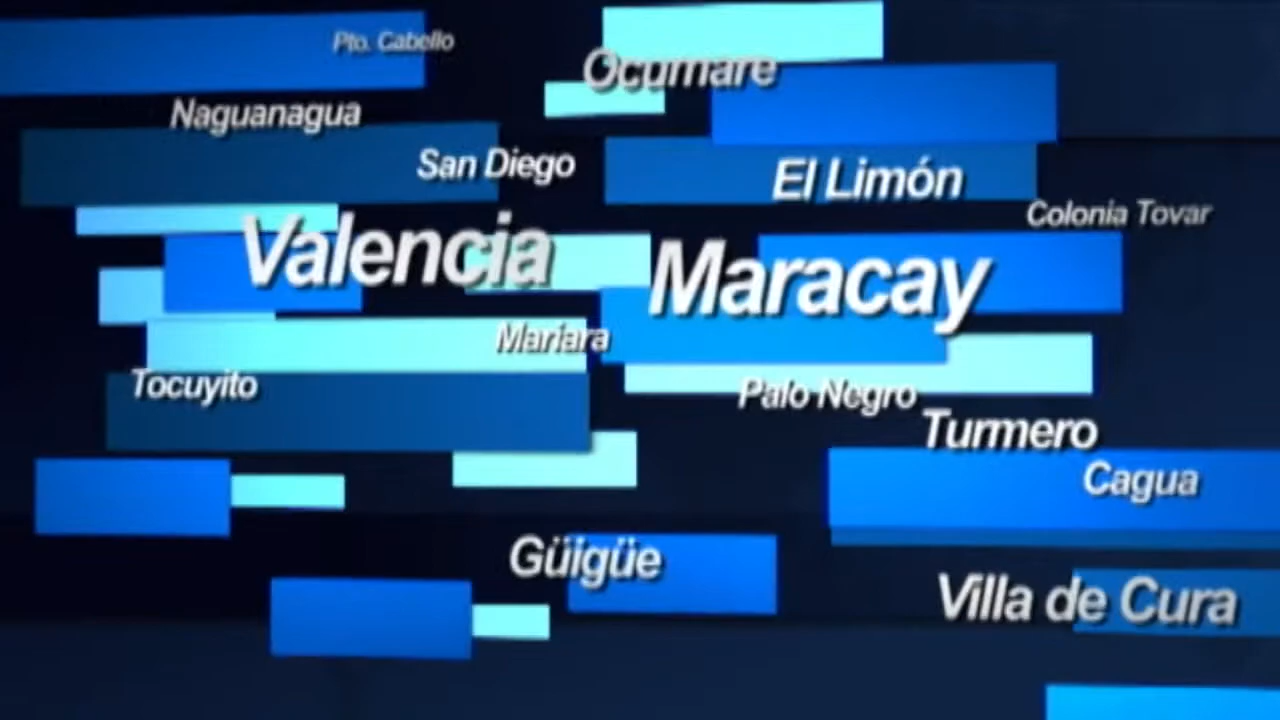 Pto. Cabello
Ocumare
Naguanagua
San Diego
El Limón
Colonia Tovar
Valencia
Maracay
Mariara
Tocuyito
Palo Negro
Turmero
Cagua
Güigüe
Villa de Cura